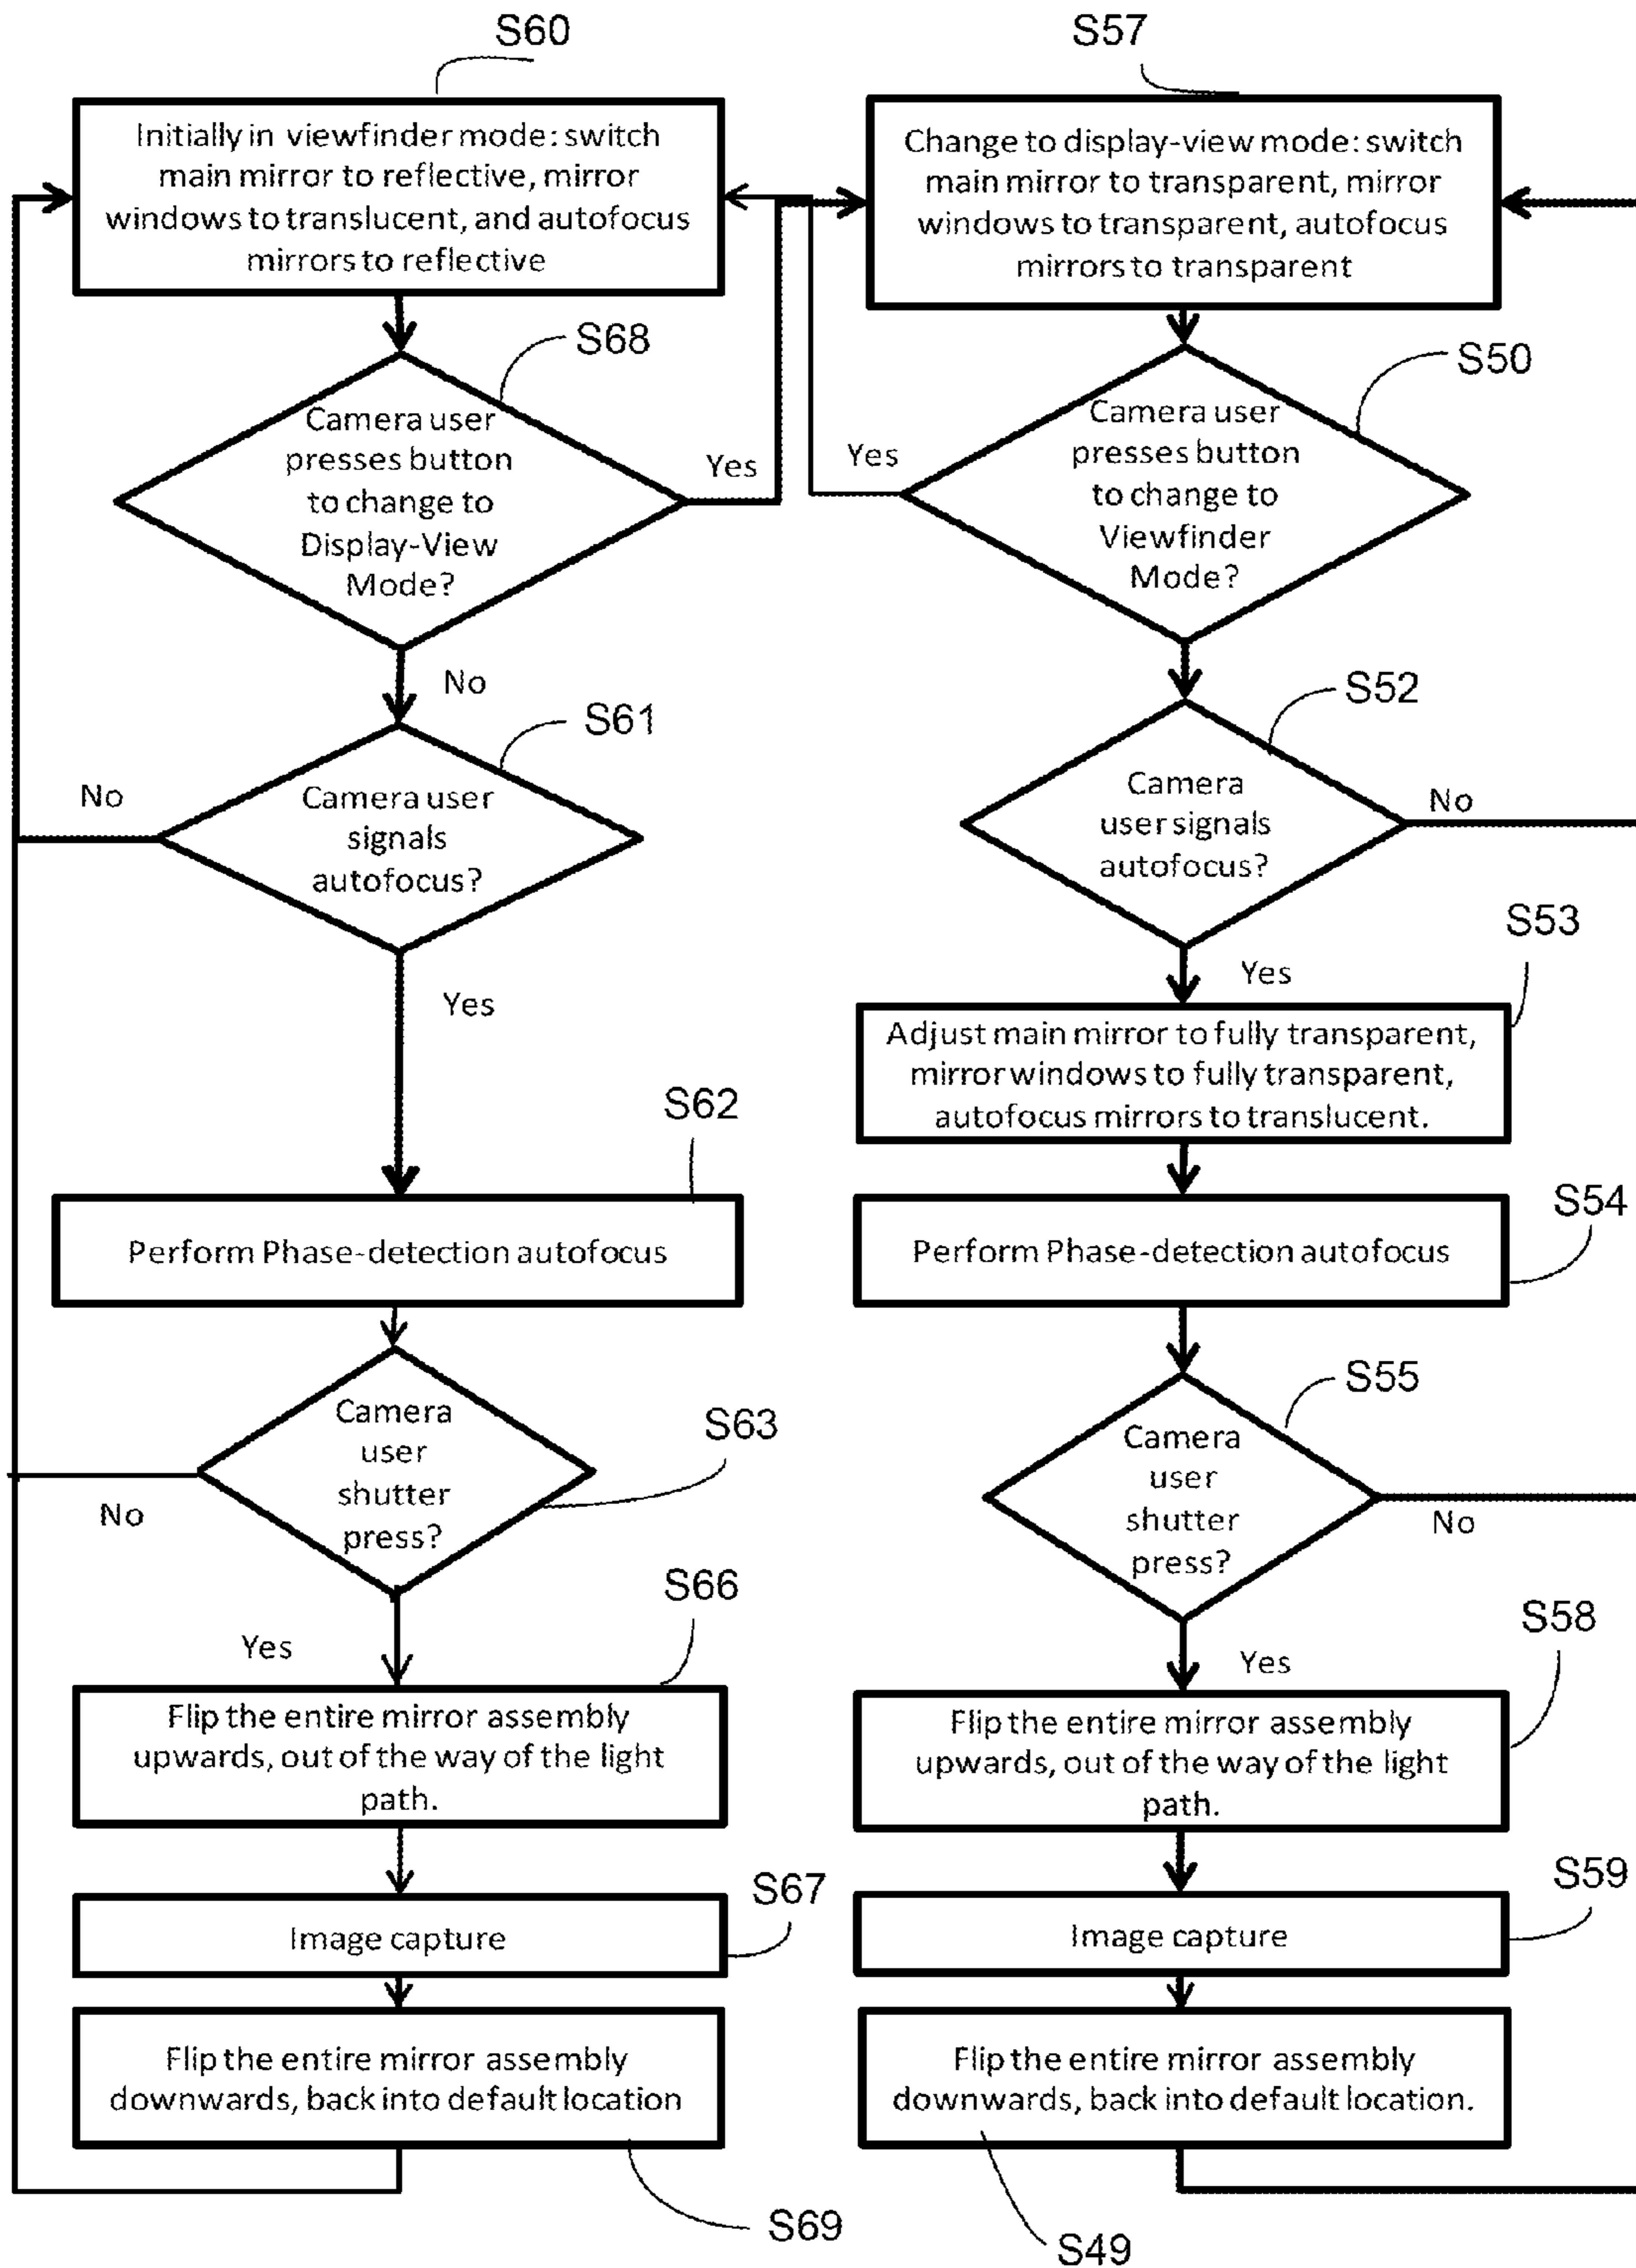 S60
Initially in viewfinder mode: switch
main mirror to reflective, mirror
windows to translucent, and autofocus
mirrors to reflective
S68
Camera user
presses button
to change to
Display-View
Mode?
Yes
No
S61
Camera user
signals
autofocus?
No
Yes
S62
Perform Phase-detection autofocus
S63
Camera
user
shutter
press?
No
Yes
S66
Flip the entire mirror assembly
upwards, out of the way of the light
path.
S67
Image capture
Flip the entire mirror assembly
downwards, back into default location
S69
S57
Change to display-view mode: switch
main mirror to transparent, mirror
windows to transparent, autofocus
mirrors to transparent
S50
Camera user
presses button
to change to
Viewfinder
Mode?
Yes
S52
Camera
user signals
autofocus?
No
Yes
S53
Adjust main mirror to fully transparent,
mirror windows to fully transparent,
autofocus mirrors to translucent.
S54
Perform Phase-detection autofocus
S55
Camera
user
shutter
press?
No
Yes
S58
Flip the entire mirror assembly
upwards, out of the way of the light
path.
S59
Image capture
Flip the entire mirror assembly
downwards, back into default location.
S49